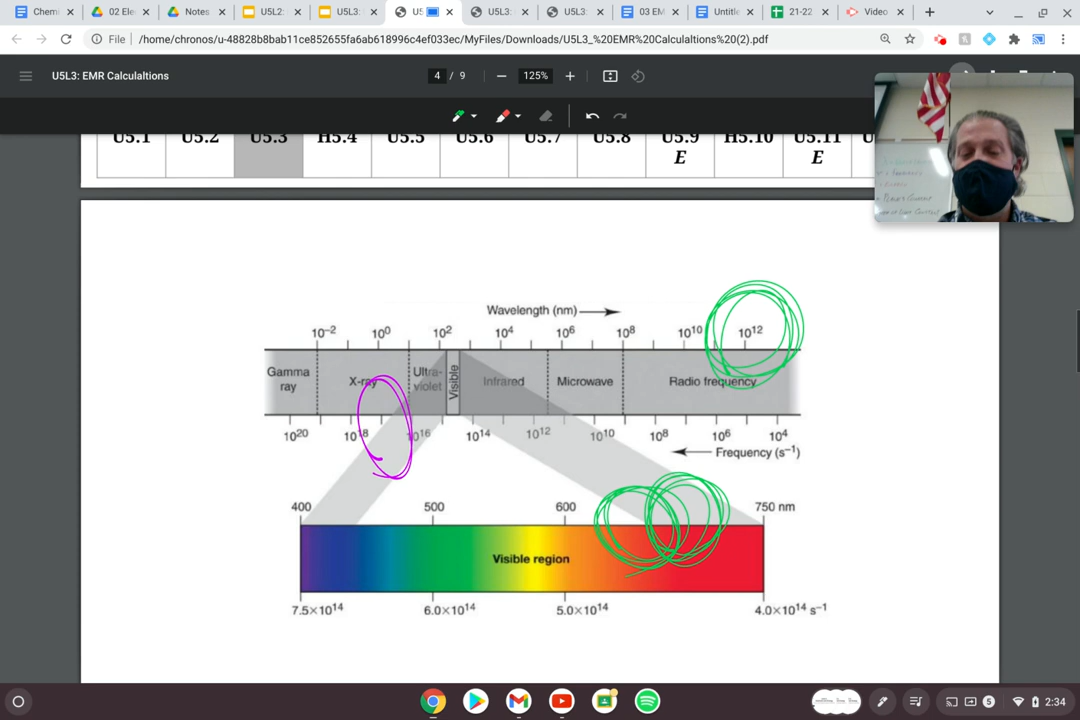 Chemi
02 Ele
Notes
U5L2:
U5L3:
U5
U5L3:
U5L3:
03 EM
Untitle
21-22
Video
File /home/chronos/u-48828b8bab11ce852655fa6ab618996c4ef033ec/MyFiles/Downloads/U5L3_%20EMR%20Calculaltions%20(2).pdf
U5L3: EMR Calculaltions
4 / 9
125%
U5.1 U5.2 U5.3 H5.4 U5.5 U5.6 U5.7 U5.8 U5.9 H5.10 U5.11 U
E E
Wavelength (nm)
10⁻² 10⁰ 10² 10⁴ 10⁶ 10⁸ 10¹⁰ 10¹²
Gamma ray
X-ray
Ultra-violet
Visible
Infrared
Microwave
Radio frequency
10²⁰ 10¹⁸ 10¹⁶ 10¹⁴ 10¹² 10¹⁰ 10⁸ 10⁶ 10⁴
Frequency (s⁻¹)
400 500 600 750 nm
Visible region
7.5×10¹⁴ 6.0×10¹⁴ 5.0×10¹⁴ 4.0×10¹⁴ s⁻¹
5
2:34